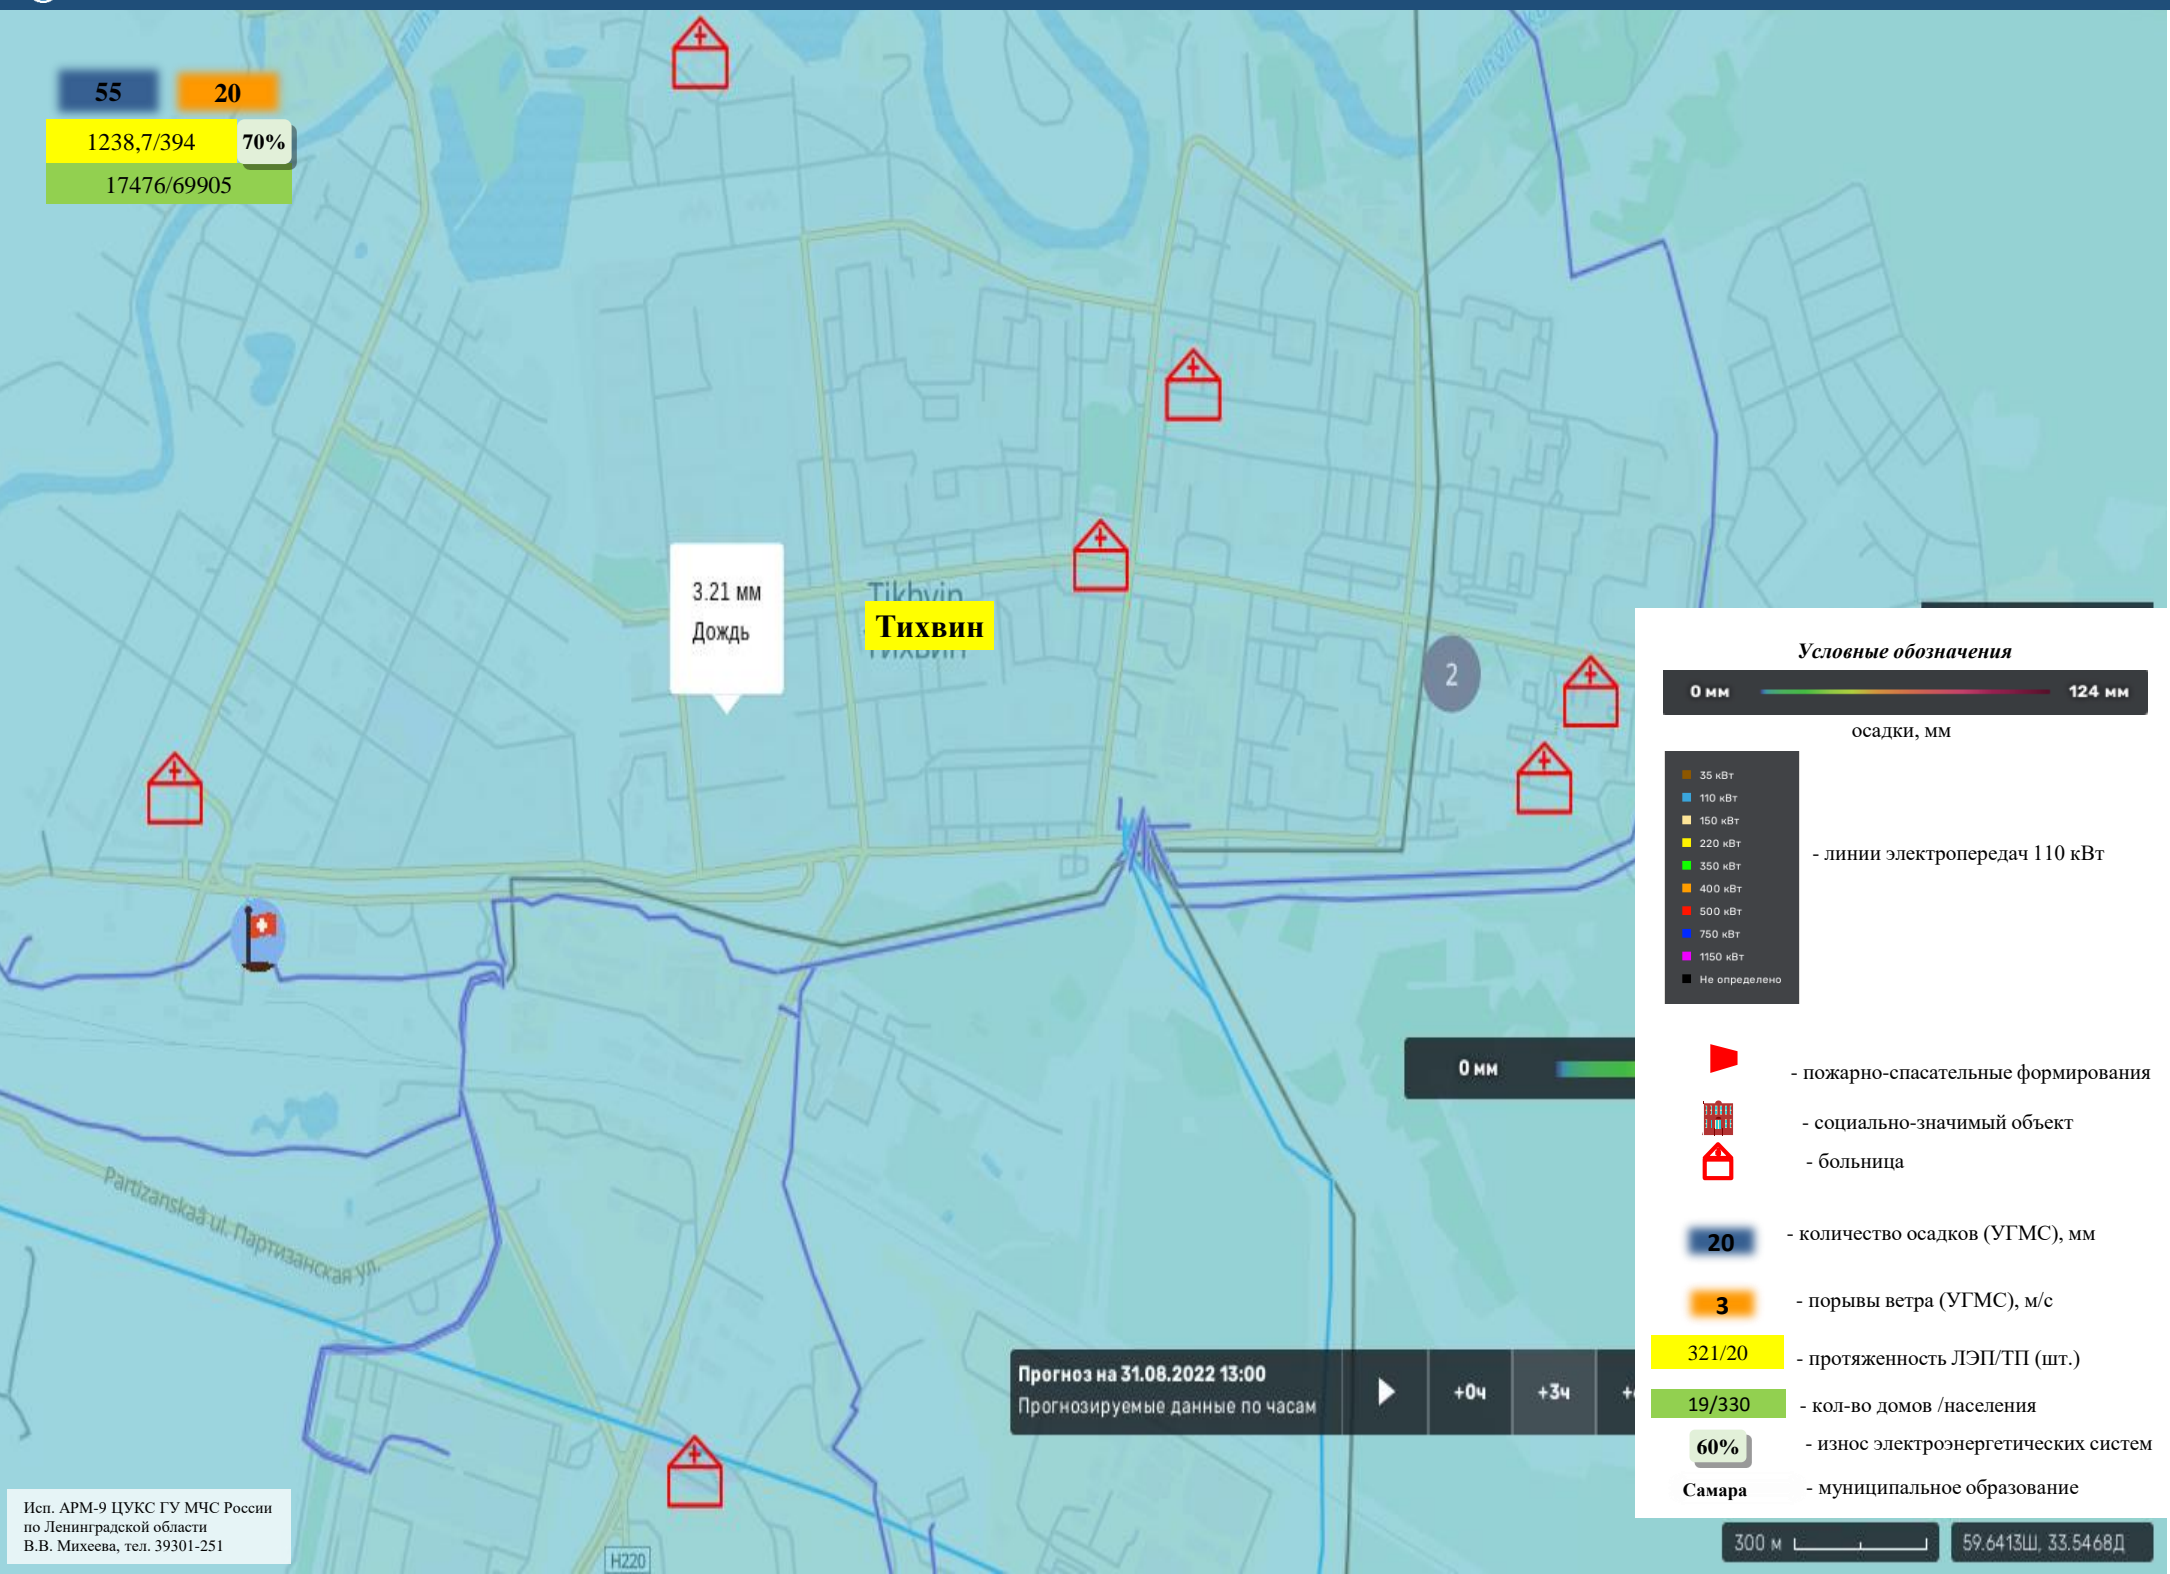 55 20
1238,7/394 70%
17476/69905
3.21 мм
Дождь
Tikhvin
Тихвин
2
Условные обозначения
0 мм 124 мм
осадки, мм
35 кВт
110 кВт
150 кВт
220 кВт
350 кВт
400 кВт
500 кВт
750 кВт
1150 кВт
Не определено
- линии электропередач 110 кВт
- пожарно-спасательные формирования
- социально-значимый объект
- больница
20 - количество осадков (УГМС), мм
3 - порывы ветра (УГМС), м/с
321/20 - протяженность ЛЭП/ТП (шт.)
19/330 - кол-во домов /населения
60% - износ электроэнергетических систем
Самара - муниципальное образование
0 мм
Partizanskaâ ul. Партизанская ул.
Прогноз на 31.08.2022 13:00
Прогнозируемые данные по часам
+0ч +3ч
Исп. АРМ-9 ЦУКС ГУ МЧС России
по Ленинградской области
В.В. Михеева, тел. 39301-251
H220
300 м
59.6413Ш, 33.5468Д